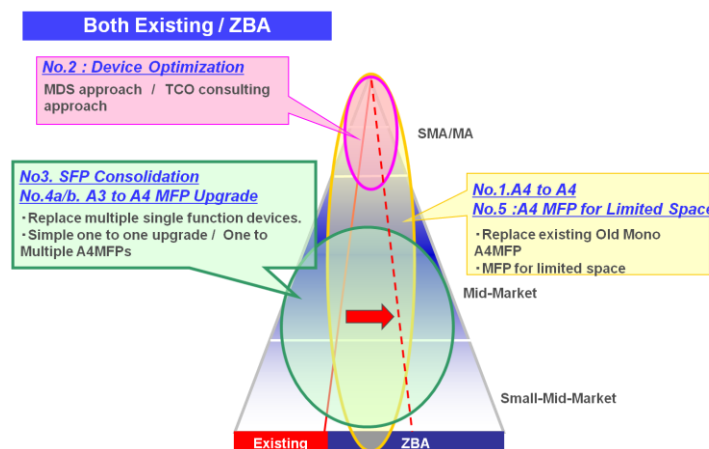 Both Existing / ZBA
No.2 : Device Optimization
MDS approach / TCO consulting
approach
SMA/MA
No3. SFP Consolidation
No.4a/b. A3 to A4 MFP Upgrade
・Replace multiple single function devices.
・Simple one to one upgrade / One to
Multiple A4MFPs
No.1.A4 to A4
No.5 :A4 MFP for Limited Space
・Replace existing Old Mono
A4MFP
・MFP for limited space
Mid-Market
Small-Mid-Market
Existing
ZBA